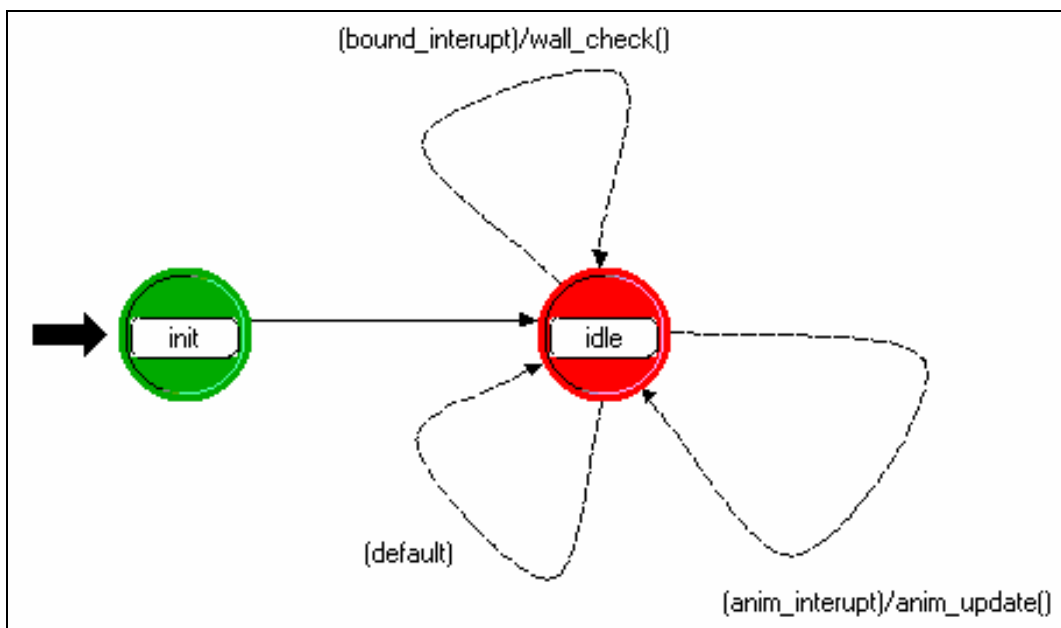 (bound_interupt)/wall_check()
init
idle
(default)
(anim_interupt)/anim_update()